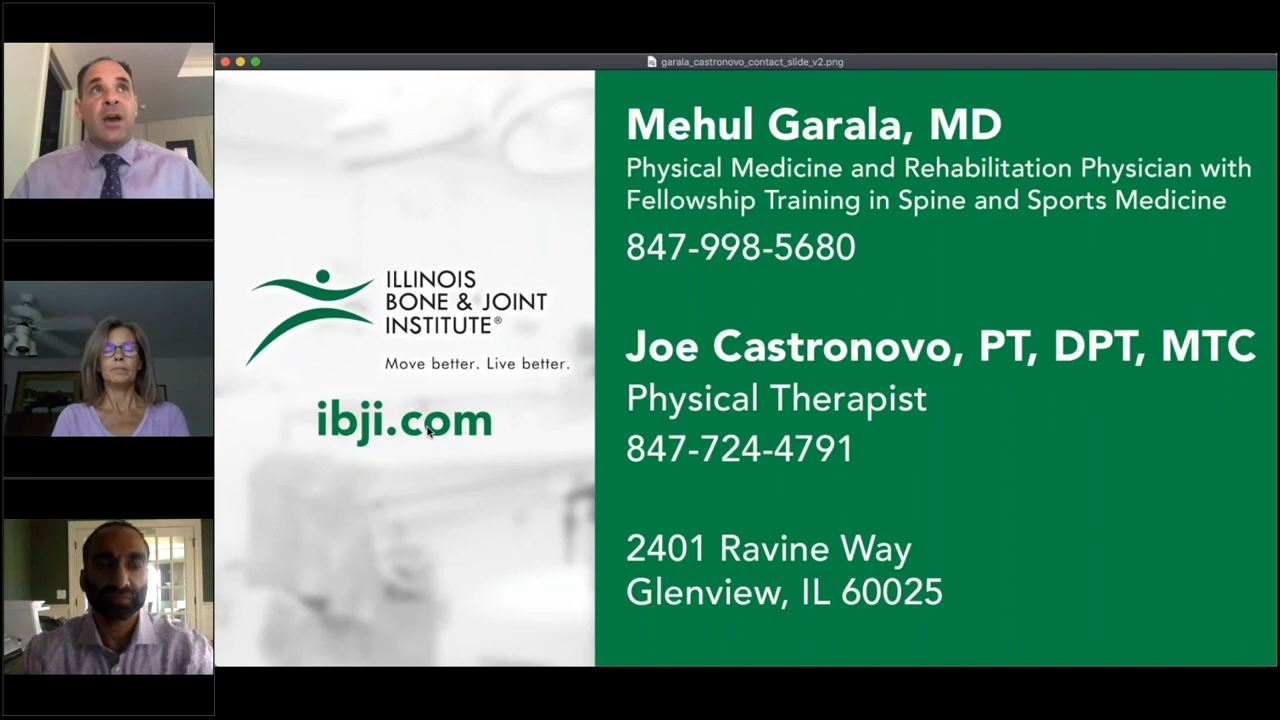 garala_castronovo_contact_slide_v2.png
ILLINOIS
BONE & JOINT
INSTITUTE®
Move better. Live better.
ibji.com
Mehul Garala, MD
Physical Medicine and Rehabilitation Physician with
Fellowship Training in Spine and Sports Medicine
847-998-5680
Joe Castronovo, PT, DPT, MTC
Physical Therapist
847-724-4791
2401 Ravine Way
Glenview, IL 60025